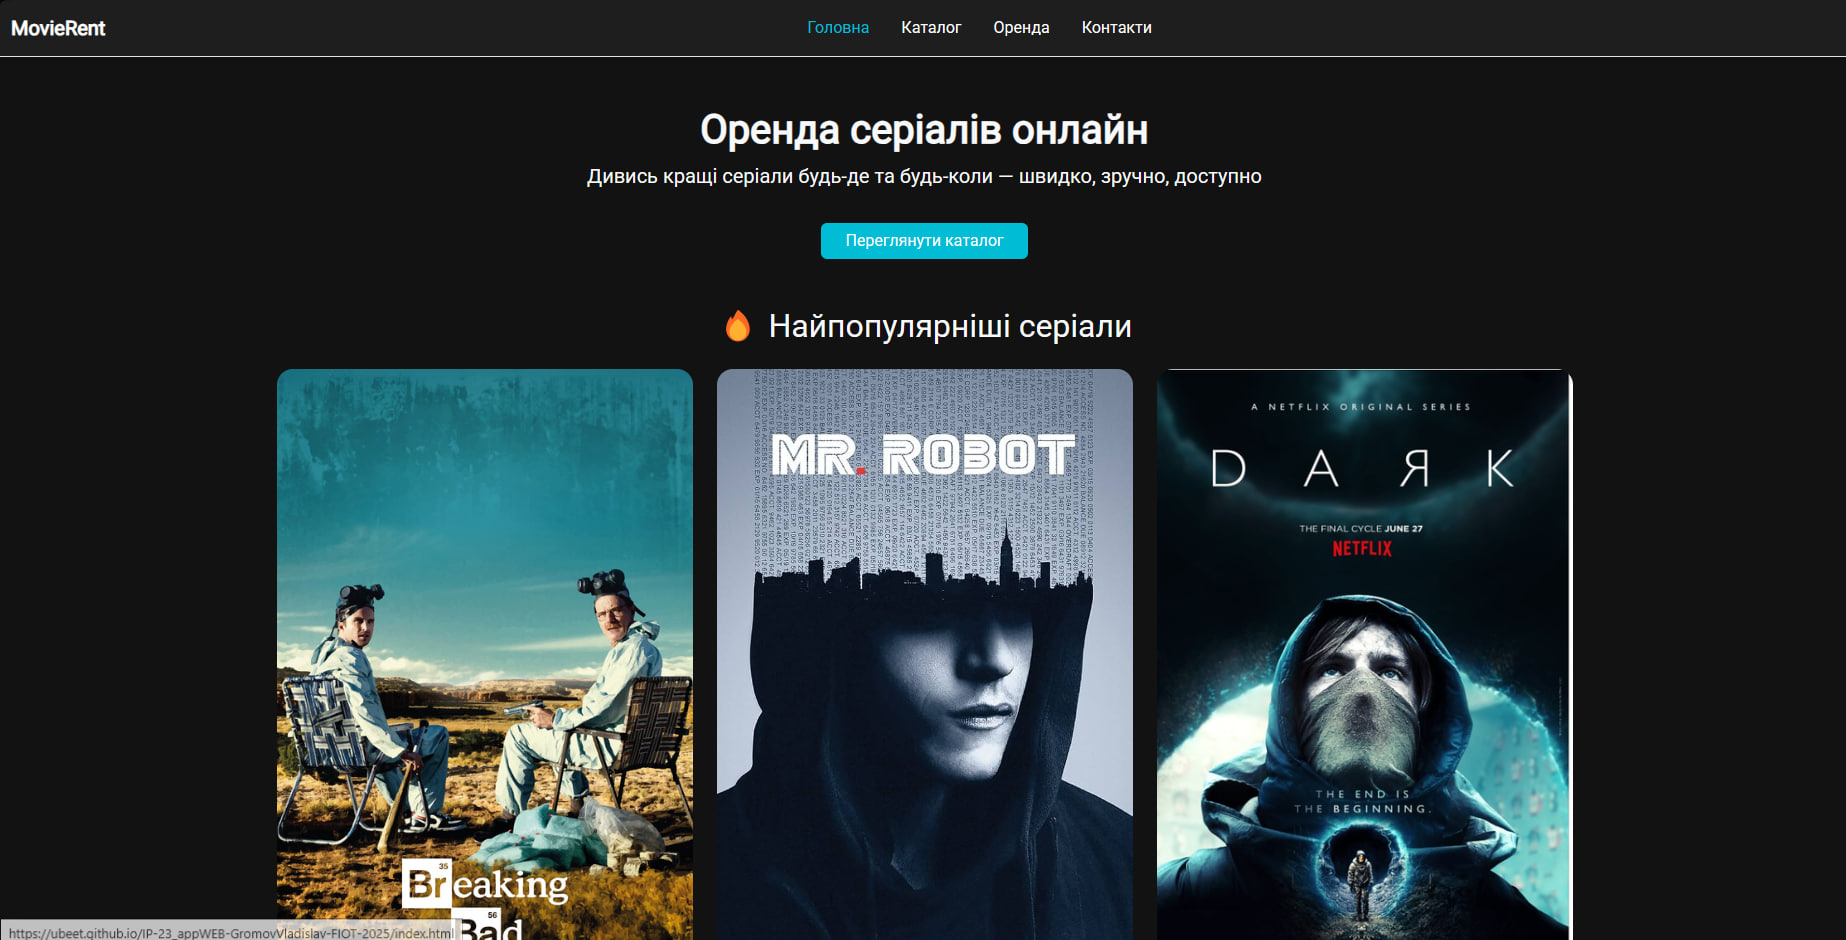 MovieRent
Головна Каталог Оренда Контакти
Оренда серіалів онлайн
Дивись кращі серіали будь-де та будь-коли — швидко, зручно, доступно
Переглянути каталог
🔥 Найпопулярніші серіали
35
Breaking
56
Bad
MR. ROBOT
A NETFLIX ORIGINAL SERIES
DAЯK
THE FINAL CYCLE JUNE 27
NETFLIX
THE END IS
THE BEGINNING.
https://ubeet.github.io/IP-23_appWEB-GromovVladislav-FIOT-2025/index.html